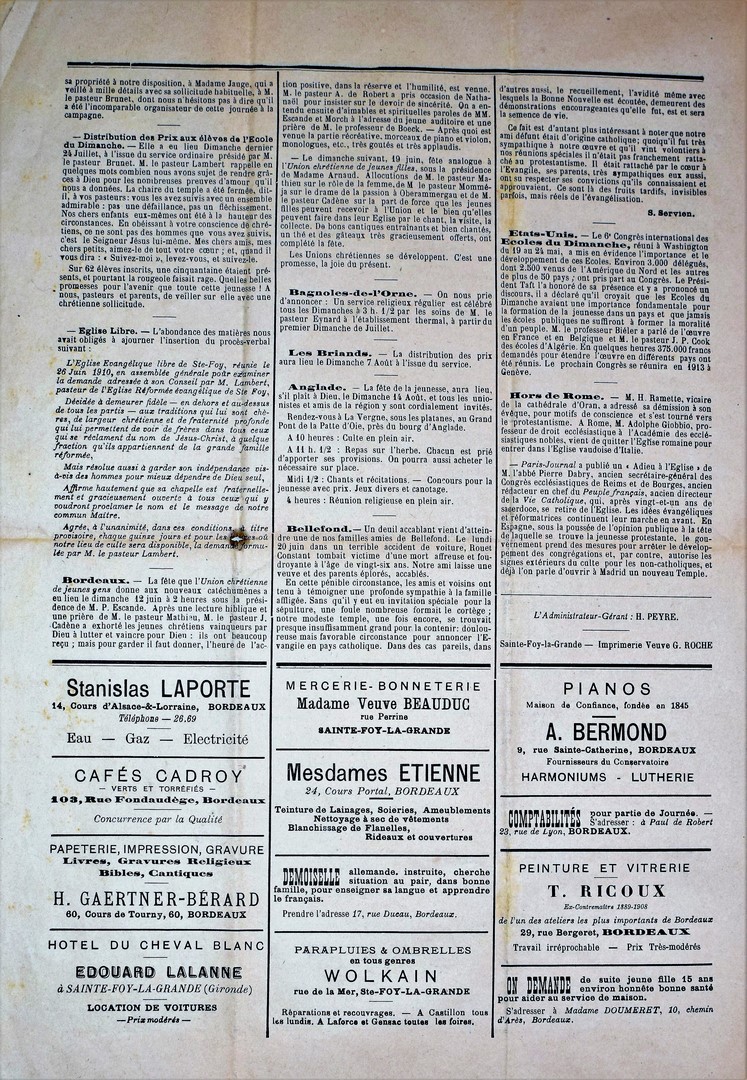 sa propriété à notre disposition, à Madame Jauge, qui a
veillé à mille détails avec sa sollicitude habituelle, à M.
le pasteur Brunet, dont nous n'hésitons pas à dire qu'il
a été l'incomparable organisateur de cette journée à la
campagne.
— Distribution des Prix aux élèves de l'Ecole
du Dimanche. — Elle a eu lieu Dimanche dernier
24 Juillet, à l'issue du service ordinaire présidé par M.
le pasteur Brunet. M. le pasteur Lambert rappelle en
quelques mots combien nous avons sujet de rendre grâ-
ces à Dieu pour les nombreuses preuves d'amour qu'il
nous a données. La chaire du temple a été fermée, dit-
il, à vos pasteurs: vous les avez suivis avec un ensemble
admirable : pas une défaillance, pas un fléchissement.
Nos chers enfants eux-mêmes ont été à la hauteur des
circonstances. En obéissant à votre conscience de chré-
tiens, ce ne sont pas des hommes que vous avez suivis,
c'est le Seigneur Jésus lui-même. Mes chers amis, mes
chers petits, aimez-le de tout votre cœur ; et, quand il
vous dira : « Suivez-moi », levez-vous, et suivez-le.
Sur 62 élèves inscrits, une cinquantaine étaient pré-
sents, et pourtant la rougeole faisait rage. Quelles belles
promesses pour l'avenir que toute cette jeunesse ! A
nous, pasteurs et parents, de veiller sur elle avec une
chrétienne sollicitude.
— Eglise Libre. — L'abondance des matières nous
avait obligés à ajourner l'insertion du procès-verbal
suivant :
L'Eglise Evangélique libre de Ste-Foy, réunie le
26 Juin 1910, en assemblée générale pour examiner
la demande adressée à son Conseil par M. Lambert,
pasteur de l'Eglise Réformée évangélique de Ste Foy,
Décidée à demeurer fidèle — en dehors et au-dessus
de tous les partis — aux traditions qui lui sont chè-
res, de largeur chrétienne et de fraternité profonde
qui lui permettent de voir de frères dans tous ceux
qui se réclament du nom de Jésus-Christ, à quelque
fraction qu'ils appartiennent de la grande famille
réformée,
Mais résolue aussi à garder son indépendance vis-
à-vis des hommes pour mieux dépendre de Dieu seul,
Affirme hautement que sa chapelle est fraternelle-
ment et gracieusement ouverte à tous ceux qui y
voudront proclamer le nom et le message de notre
commun Maître.
Agrée, à l'unanimité, dans ces conditions, titre
provisoire, chaque quinze jours et pour les où
notre lieu de culte sera disponible, la demande formu-
lée par M. le pasteur Lambert.
Bordeaux. — La fête que l'Union chrétienne
de jeunes gens donne aux nouveaux catéchumènes a
eu lieu le dimanche 12 juin à 2 heures sous la prési-
dence de M. P. Escande. Après une lecture biblique et
une prière de M. le pasteur Mathieu, M. le pasteur J.
Cadène a exhorté les jeunes chrétiens vainqueurs par
Dieu à lutter et vaincre pour Dieu : ils ont beaucoup
reçu ; mais pour garder il faut donner, l'heure de l'ac-
tion positive, dans la réserve et l'humilité, est venue.
M. le pasteur A. de Robert a pris occasion de Natha-
naël pour insister sur le devoir de sincérité. On a en-
tendu ensuite d'aimables et spirituelles paroles de MM.
Escande et Morch à l'adresse du jeune auditoire et une
prière de M. le professeur de Boeck. — Après quoi est
venue la partie récréative, morceaux de piano et violon,
monologues, etc., très goûtés et très applaudis.
— Le dimanche suivant, 19 juin, fête analogue à
l'Union chrétienne de jeunes filles, sous la présidence
de Madame Arnaud. Allocutions de M. le pasteur Ma-
thieu sur le rôle de la femme, de M. le pasteur Mommé-
ja sur le drame de la passion à Oberammergau et de M.
le pasteur Cadène sur la part de force que les jeunes
filles peuvent recevoir à l'Union et le bien qu'elles
peuvent faire dans leur Eglise par le chant, la visite, la
collecte. De bons cantiques entraînants et bien chantés,
un thé et des gâteaux très gracieusement offerts, ont
complété la fête.
Les Unions chrétiennes se développent. C'est une
promesse, la joie du présent.
Bagnoles-de-l'Orne. — On nous prie
d'annoncer : Un service religieux régulier est célébré
tous les Dimanches à 3 h. 1/2 par les soins de M. le
pasteur Eynard à l'établissement thermal, à partir du
premier Dimanche de Juillet.
Les Briands. — La distribution des prix
aura lieu le Dimanche 7 Août à l'issue du service.
Anglade. — La fête de la jeunesse, aura lieu,
s'il plaît à Dieu, le Dimanche 14 Août, et tous les unio-
nistes et amis de la région y sont cordialement invités.
Rendez-vous à La Vergne, sous les platanes, au Grand
Pont de la Patte d'Oie, près du bourg d'Anglade.
A 10 heures : Culte en plein air.
A 11 h. 1/2 : Repas sur l'herbe. Chacun est prié
d'apporter ses provisions. On pourra aussi acheter le
nécessaire sur place.
Midi 1/2 : Chants et récitations. — Concours pour la
jeunesse avec prix. Jeux divers et canotage.
4 heures : Réunion religieuse en plein air.
Bellefond. — Un deuil accablant vient d'attein-
dre une de nos familles amies de Bellefond. Le lundi
20 juin dans un terrible accident de voiture, Rouet
Constant tombait victime d'une mort affreuse et fou-
droyante à l'âge de vingt-six ans. Notre ami laisse une
veuve et des parents éplorés, accablés.
En cette pénible circonstance, les amis et voisins ont
tenu à témoigner une profonde sympathie à la famille
affligée. Sans qu'il y eut eu invitation spéciale pour la
sépulture, une foule nombreuse formait le cortège ;
notre modeste temple, une fois encore, se trouvait
presque insuffisamment grand pour la contenir: doulou-
reuse mais favorable circonstance pour annoncer l'E-
vangile en pays catholique. Dans des cas pareils, dans
d'autres aussi, le recueillement, l'avidité même avec
lesquels la Bonne Nouvelle est écoutée, demeurent des
démonstrations encourageantes qu'elle fut, est et sera
la semence de vie.
Ce fait est d'autant plus intéressant à noter que notre
ami défunt était d'origine catholique; quoiqu'il fut très
sympathique à notre œuvre et qu'il vint volontiers à
nos réunions spéciales il n'était pas franchement ratta-
ché au protestantisme. Il était rattaché par le cœur à
l'Evangile, ses parents, très sympathiques eux aussi,
ont su respecter ces convictions qu'ils connaissaient et
approuvaient. Ce sont là des fruits tardifs, invisibles
parfois, mais réels de l'évangélisation.
S. Servien.
Etats-Unis. — Le 6e Congrès international des
Ecoles du Dimanche, réuni à Washington
du 19 au 24 mai, a mis en évidence l'importance et le
développement de ces Ecoles. Environ 3.000 délégués,
dont 2.500 venus de l'Amérique du Nord et les autres
de plus de 50 pays ; ont pris part au Congrès. Le Prési-
dent Taft l'a honoré de sa présence et y a prononcé un
discours, il a déclaré qu'il croyait que les Ecoles du
Dimanche avaient une importance fondamentale pour
la formation de la jeunesse dans un pays et que jamais
les écoles publiques ne suffiront à former la moralité
d'un peuple. M. le professeur Biéler a parlé de l'œuvre
en France et en Belgique et M. le pasteur J. P. Cook
des écoles d'Algérie. En quelques heures 375.000 francs
demandés pour étendre l'œuvre en différents pays ont
été réunis. Le prochain Congrès se réunira en 1913 à
Genève.
Hors de Rome. — M. H. Ramette, vicaire
de la cathédrale d'Oran, a adressé sa démission à son
évêque, pour motifs de conscience et s'est tourné vers
le protestantisme. A Rome, M. Adolphe Giobbio, pro-
fesseur de droit ecclésiastique à l'Académie des ecclé-
siastiques nobles, vient de quitter l'Eglise romaine pour
entrer dans l'Eglise vaudoise d'Italie.
— Paris-Journal a publié un « Adieu à l'Eglise » de
M. l'abbé Pierre Dabry, ancien secrétaire-général des
Congrès ecclésiastiques de Reims et de Bourges, ancien
rédacteur en chef du Peuple français, ancien directeur
de la Vie Catholique, qui, après vingt-et-un ans de
sacerdoce, se retire de l'Eglise. Les idées évangéliques
et réformatrices continuent leur marche en avant. En
Espagne, sous la poussée de l'opinion publique à la tête
de laquelle se trouve la jeunesse protestante, le gou-
vernement prend des mesures pour arrêter le dévelop-
pement des congrégations et, par contre, autorise les
signes extérieurs du culte pour les non-catholiques, et
déjà l'on parle d'ouvrir à Madrid un nouveau Temple.
L'Administrateur-Gérant : H. PEYRE.
Sainte-Foy-la-Grande — Imprimerie Veuve G. ROCHE
Stanislas LAPORTE
14, Cours d'Alsace-&-Lorraine, BORDEAUX
Téléphone — 26.69
Eau — Gaz — Electricité
CAFÉS CADROY
— VERTS ET TORRÉFIÉS —
103, Rue Fondaudège, Bordeaux
Concurrence par la Qualité
PAPETERIE, IMPRESSION, GRAVURE
Livres, Gravures Religieux
Bibles, Cantiques
H. GAERTNER-BÉRARD
60, Cours de Tourny, 60, BORDEAUX
HOTEL DU CHEVAL BLANC
EDOUARD LALANNE
à SAINTE-FOY-LA-GRANDE (Gironde)
LOCATION DE VOITURES
— Prix modérés —
MERCERIE-BONNETERIE
Madame Veuve BEAUDUC
rue Perrine
SAINTE-FOY-LA-GRANDE
Mesdames ETIENNE
24, Cours Portal, BORDEAUX
Teinture de Lainages, Soieries, Ameublements
Nettoyage à sec de vêtements
Blanchissage de Flanelles,
Rideaux et couvertures
DEMOISELLE allemande. instruite, cherche
situation au pair, dans bonne
famille, pour enseigner sa langue et apprendre
le français.
Prendre l'adresse 17, rue Dueau, Bordeaux.
PARAPLUIES & OMBRELLES
en tous genres
WOLKAIN
rue de la Mer, Ste-FOY-LA-GRANDE
Réparations et recouvrages. — A Castillon tous
les lundis. A Laforce et Gensac toutes les foires.
PIANOS
Maison de Confiance, fondée en 1845
A. BERMOND
9, rue Sainte-Catherine, BORDEAUX
Fournisseurs du Conservatoire
HARMONIUMS - LUTHERIE
COMPTABILITÉS pour partie de Journée. —
S'adresser : à Paul de Robert
23, rue de Lyon, BORDEAUX.
PEINTURE ET VITRERIE
T. RICOUX
Ex-Contremaître 1889-1908
de l'un des ateliers les plus importants de Bordeaux
29, rue Bergeret, BORDEAUX
Travail irréprochable — Prix Très-modérés
ON DEMANDE de suite jeune fille 15 ans
environ honnête bonne santé
pour aider au service de maison.
S'adresser à Madame DOUMERET, 10, chemin
d'Arès, Bordeaux.